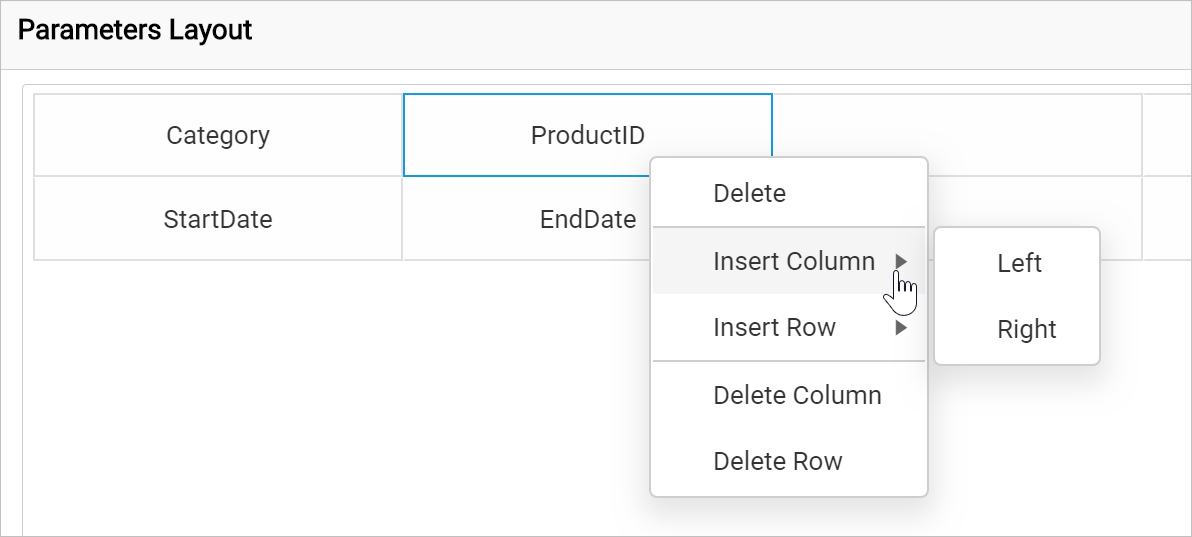 Parameters Layout
Category ProductID
Delete
StartDate EndDate
Insert Column Left
Insert Row Right
Delete Column
Delete Row